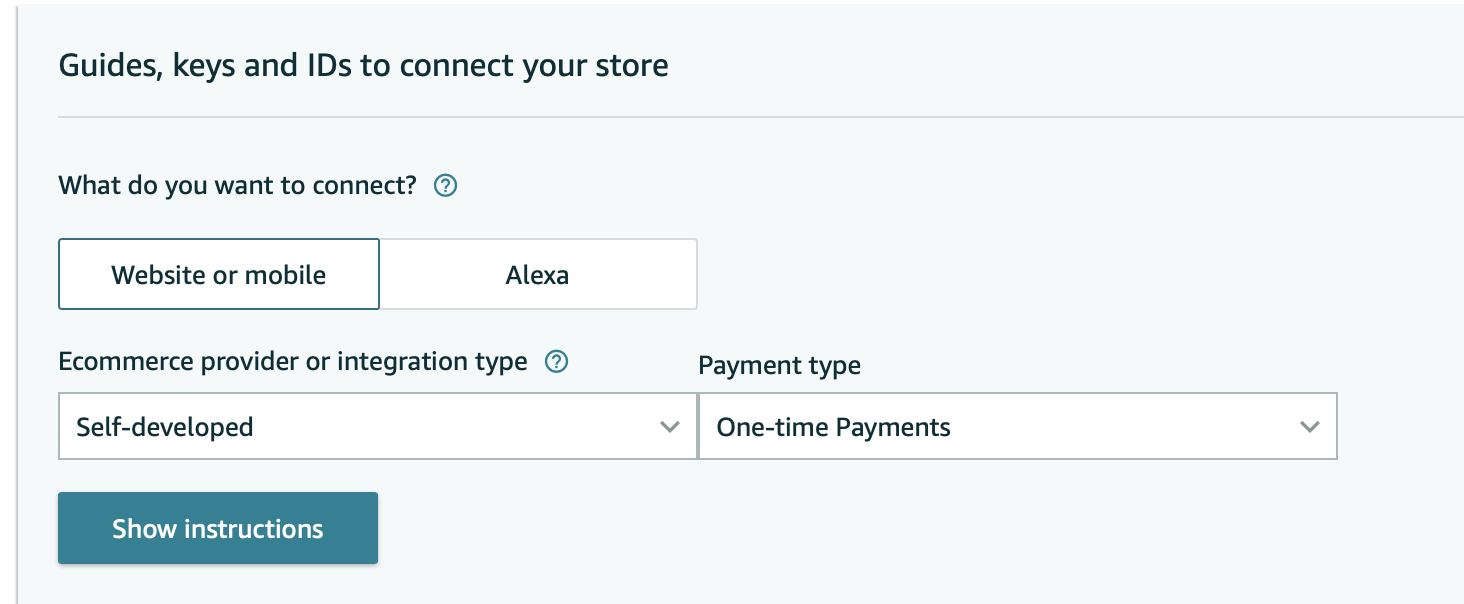 Guides, keys and IDs to connect your store
What do you want to connect? ?
Website or mobile
Alexa
Ecommerce provider or integration type ?
Payment type
Self-developed
One-time Payments
Show instructions